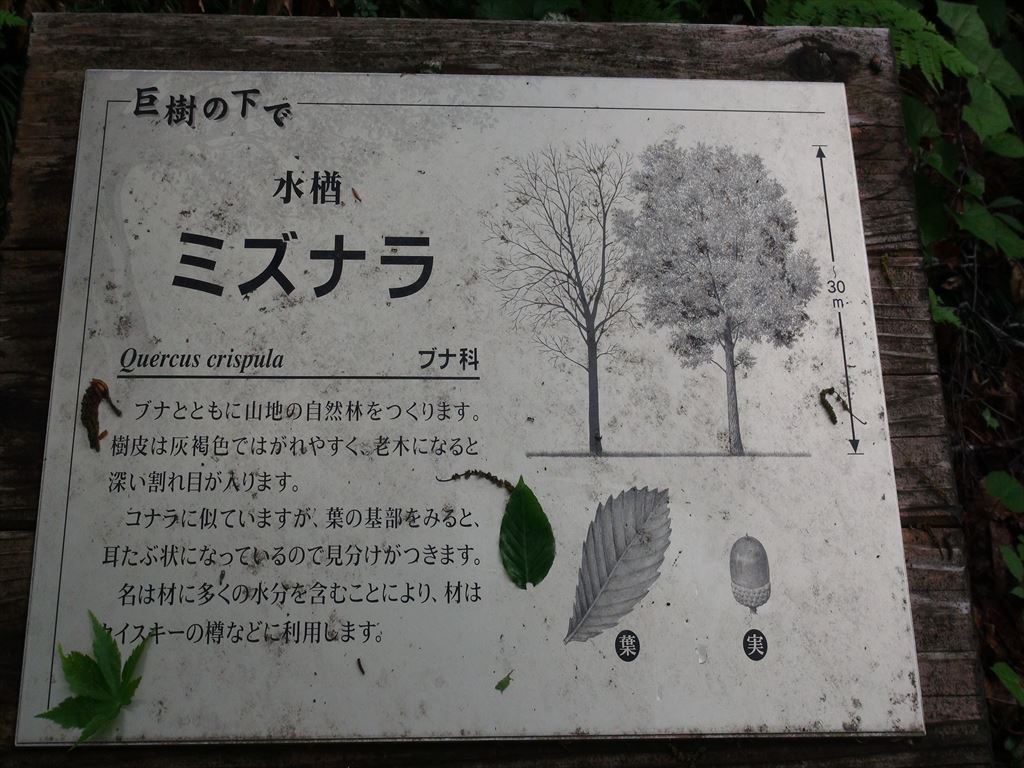 巨樹の下で
水楢
ミズナラ
Quercus crispula ブナ科
ブナとともに山地の自然林をつくります。
樹皮は灰褐色ではがれやすく、老木になると
深い割れ目が入ります。
コナラに似ていますが、葉の基部をみると、
耳たぶ状になっているので見分けがつきます。
名は材に多くの水分を含むことにより、材は
ウイスキーの樽などに利用します。
~30m
葉
実